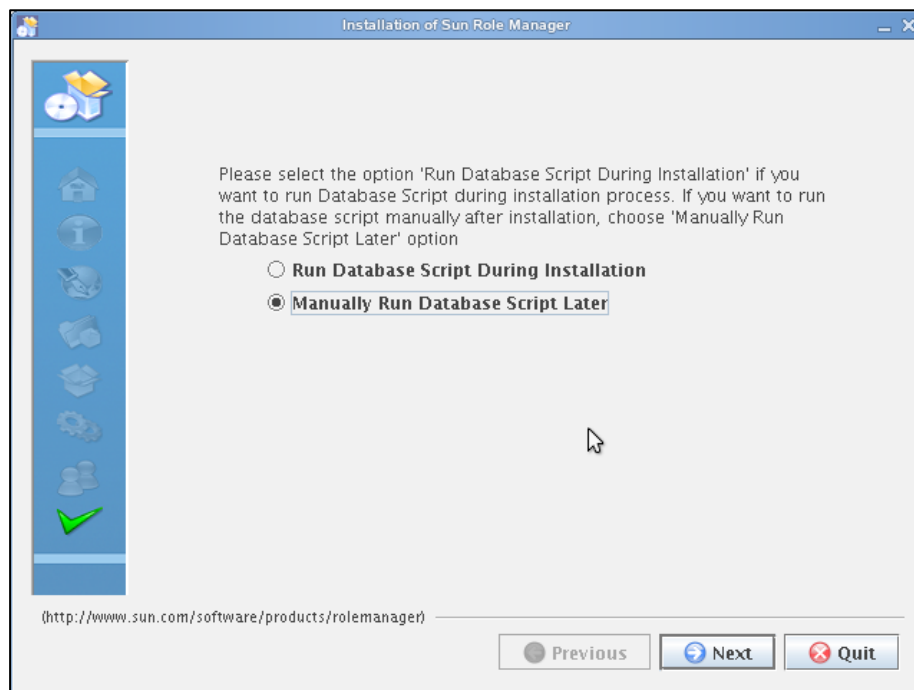 Installation of Sun Role Manager
Please select the option 'Run Database Script During Installation' if you
want to run Database Script during installation process. If you want to run
the database script manually after installation, choose 'Manually Run
Database Script Later' option
Run Database Script During Installation
Manually Run Database Script Later
(http://www.sun.com/software/products/rolemanager)
Previous
Next
Quit